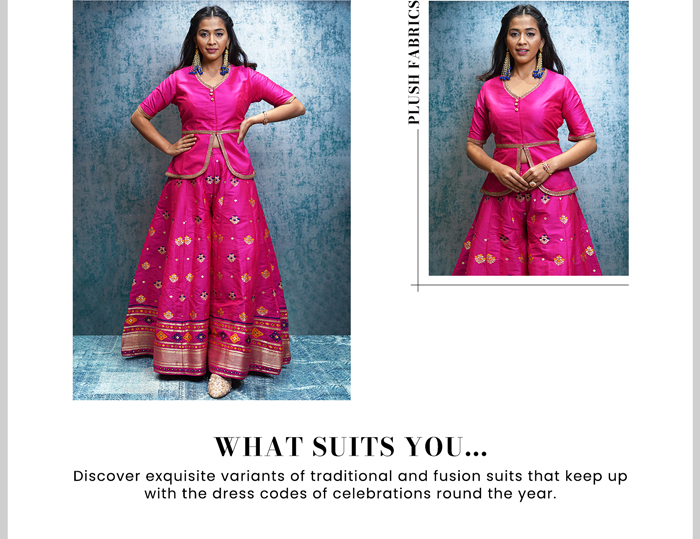 PLUSH FABRICS
WHAT SUITS YOU...
Discover exquisite variants of traditional and fusion suits that keep up
with the dress codes of celebrations round the year.